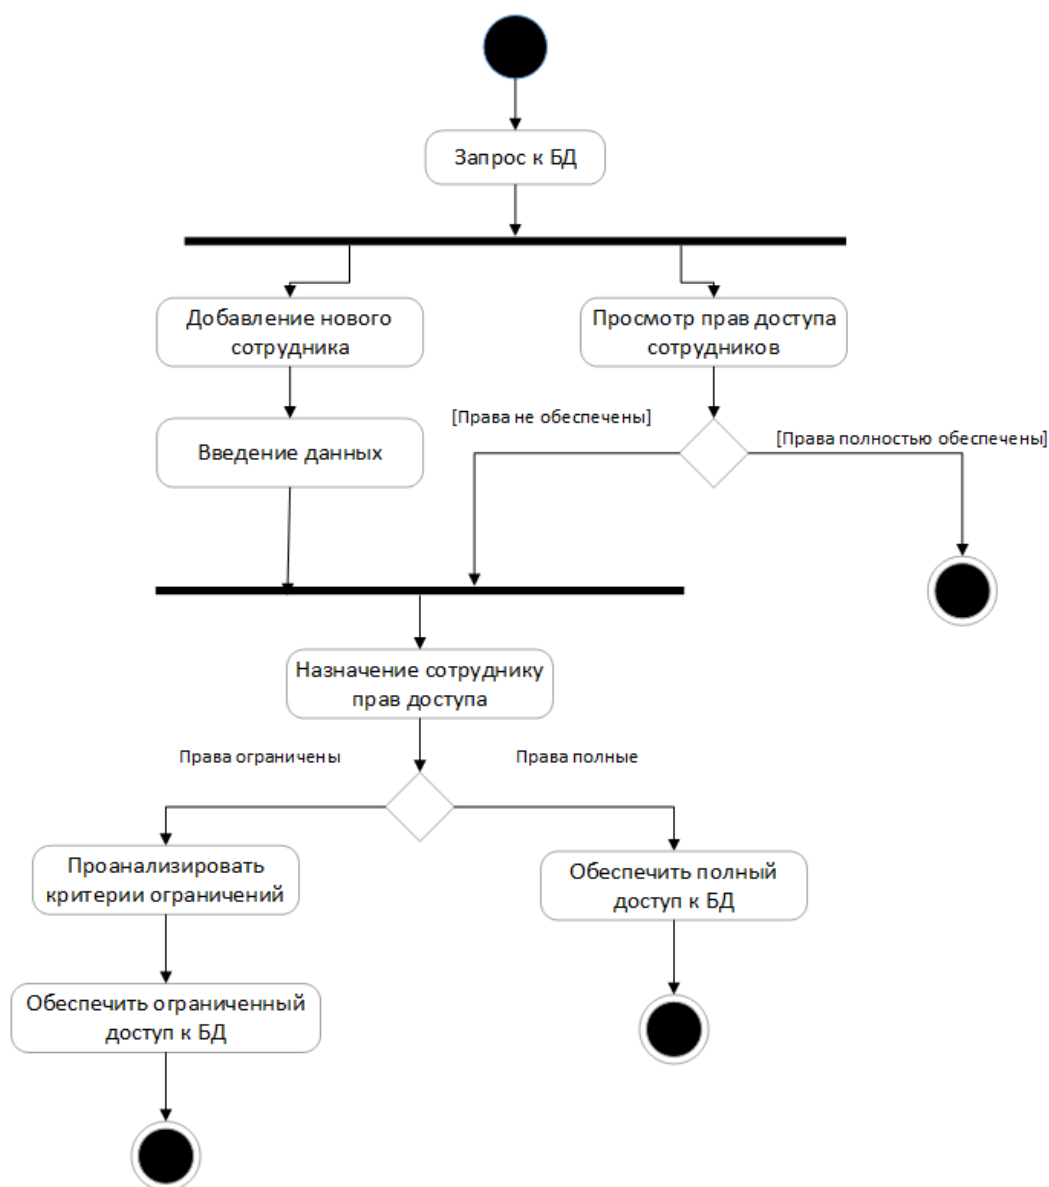 Запрос к БД
Добавление нового
сотрудника
Просмотр прав доступа
сотрудников
[Права не обеспечены]
[Права полностью обеспечены]
Введение данных
Назначение сотруднику
прав доступа
Права ограничены
Права полные
Проанализировать
критерии ограничений
Обеспечить полный
доступ к БД
Обеспечить ограниченный
доступ к БД